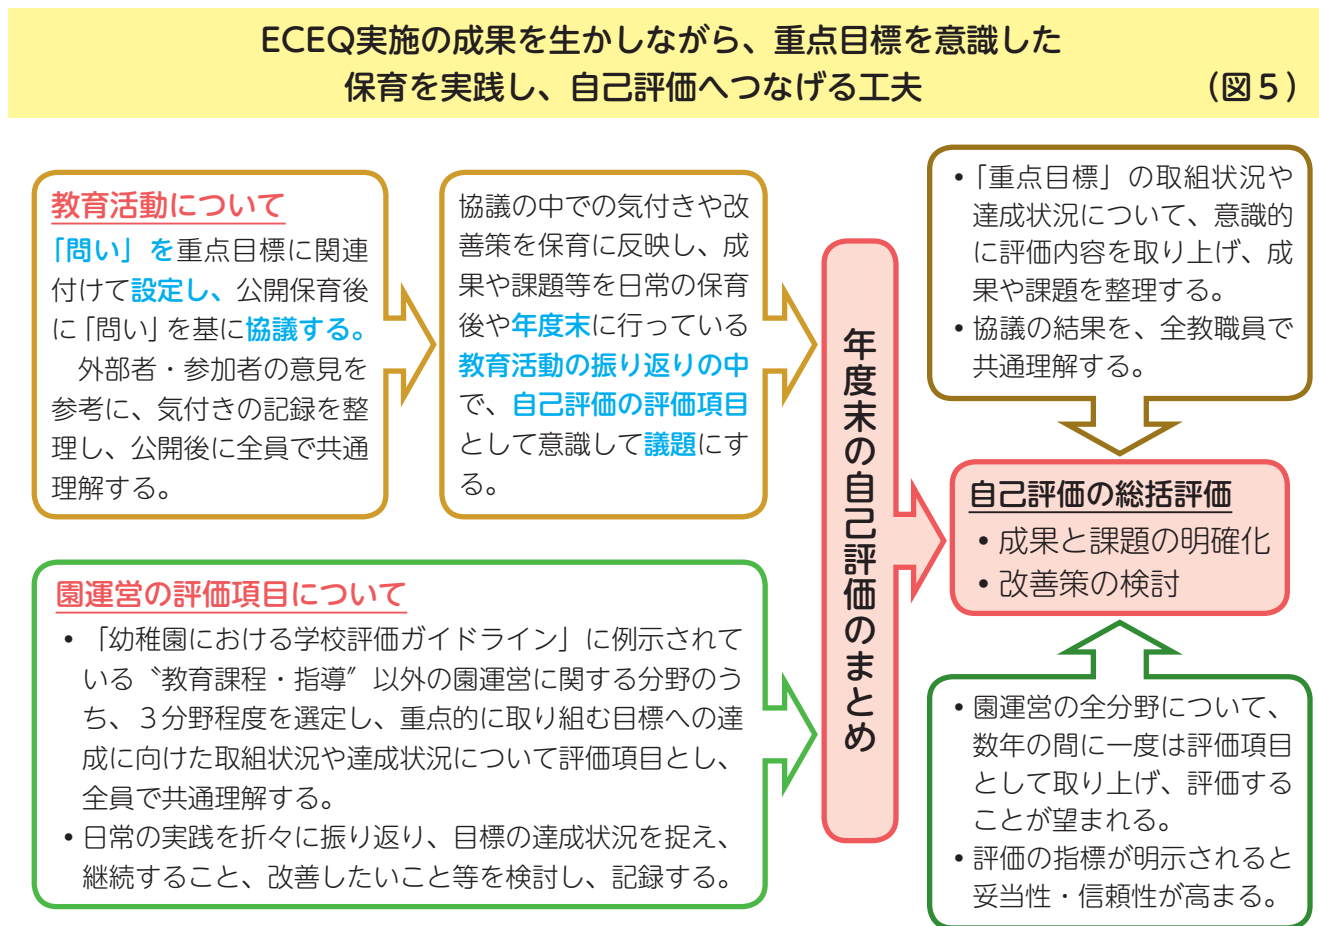 ECEQ実施の成果を生かしながら、重点目標を意識した
保育を実践し、自己評価へつなげる工夫
（図５）
教育活動について
「問い」を重点目標に関連
付けて設定し、公開保育後
に「問い」を基に協議する。
　外部者・参加者の意見を
参考に、気付きの記録を整
理し、公開後に全員で共通
理解する。
協議の中での気付きや改
善策を保育に反映し、成
果や課題等を日常の保育
後や年度末に行っている
教育活動の振り返りの中
で、自己評価の評価項目
として意識して議題にす
る。
園運営の評価項目について
• 「幼稚園における学校評価ガイドライン」に例示されて
いる〝教育課程・指導〞以外の園運営に関する分野のう
ち、３分野程度を選定し、重点的に取り組む目標への達
成に向けた取組状況や達成状況について評価項目とし、
全員で共通理解する。
• 日常の実践を折々に振り返り、目標の達成状況を捉え、
継続すること、改善したいこと等を検討し、記録する。
年度末の自己評価のまとめ
• 「重点目標」の取組状況や
達成状況について、意識的
に評価内容を取り上げ、成
果や課題を整理する。
• 協議の結果を、全教職員で
共通理解する。
自己評価の総括評価
• 成果と課題の明確化
• 改善策の検討
• 園運営の全分野について、
数年の間に一度は評価項目
として取り上げ、評価する
ことが望まれる。
• 評価の指標が明示されると
妥当性・信頼性が高まる。